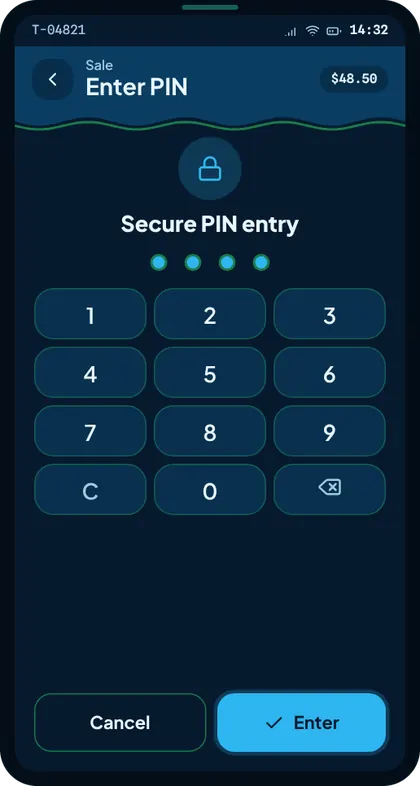 T-04821
14:32
Sale
Enter PIN
$48.50
Secure PIN entry
1 2 3
4 5 6
7 8 9
C 0
Cancel
Enter